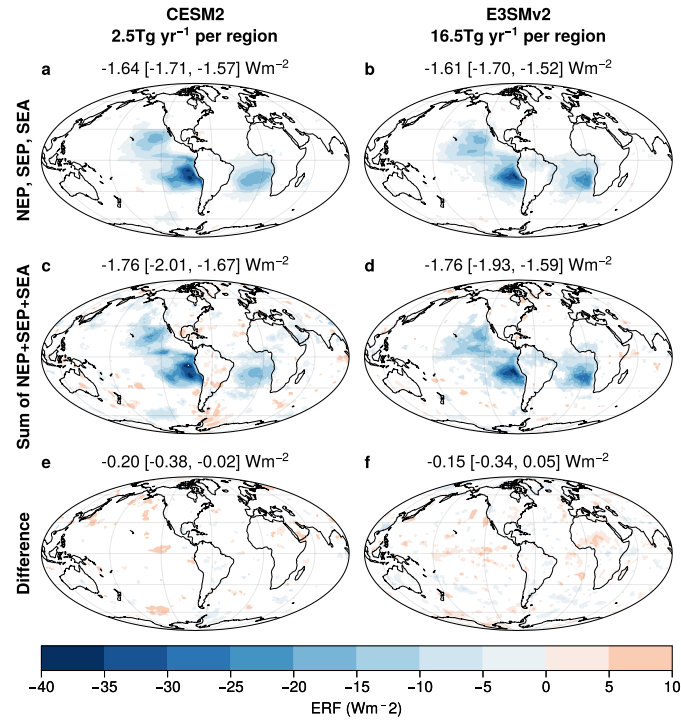 CESM2
2.5Tg yr⁻¹ per region
E3SMv2
16.5Tg yr⁻¹ per region
NEP, SEP, SEA
a -1.64 [-1.71, -1.57] Wm⁻²
b -1.61 [-1.70, -1.52] Wm⁻²
Sum of NEP+SEP+SEA
c -1.76 [-2.01, -1.67] Wm⁻²
d -1.76 [-1.93, -1.59] Wm⁻²
Difference
e -0.20 [-0.38, -0.02] Wm⁻²
f -0.15 [-0.34, 0.05] Wm⁻²
−40 −35 −30 −25 −20 −15 −10 −5 0 5 10
ERF (Wm−2)